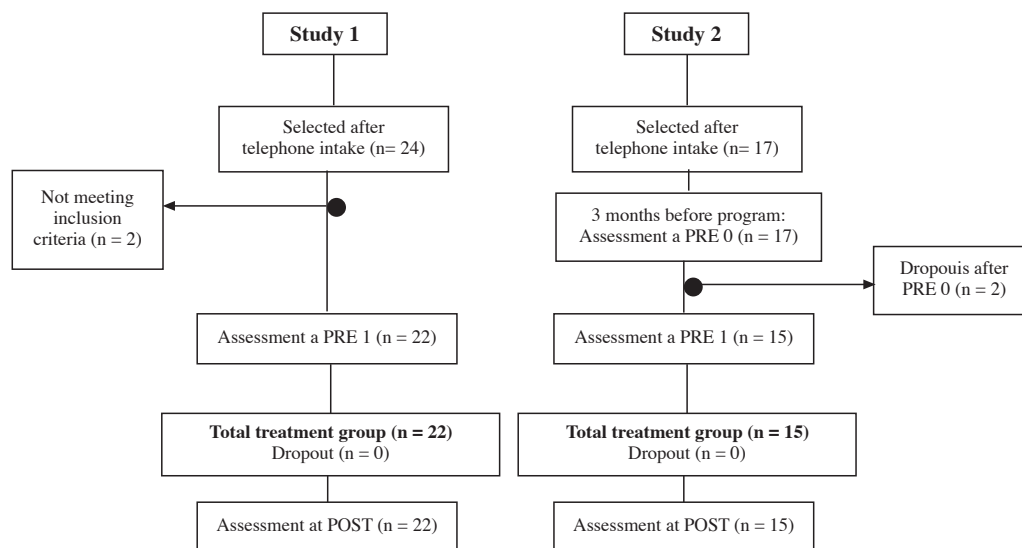 Study 1
Selected after
telephone intake (n= 24)
Not meeting
inclusion
criteria (n = 2)
Assessment a PRE 1 (n = 22)
Total treatment group (n = 22)
Dropout (n = 0)
Assessment at POST (n = 22)
Study 2
Selected after
telephone intake (n= 17)
3 months before program:
Assessment a PRE 0 (n = 17)
Dropouis after
PRE 0 (n = 2)
Assessment a PRE 1 (n = 15)
Total treatment group (n = 15)
Dropout (n = 0)
Assessment at POST (n = 15)